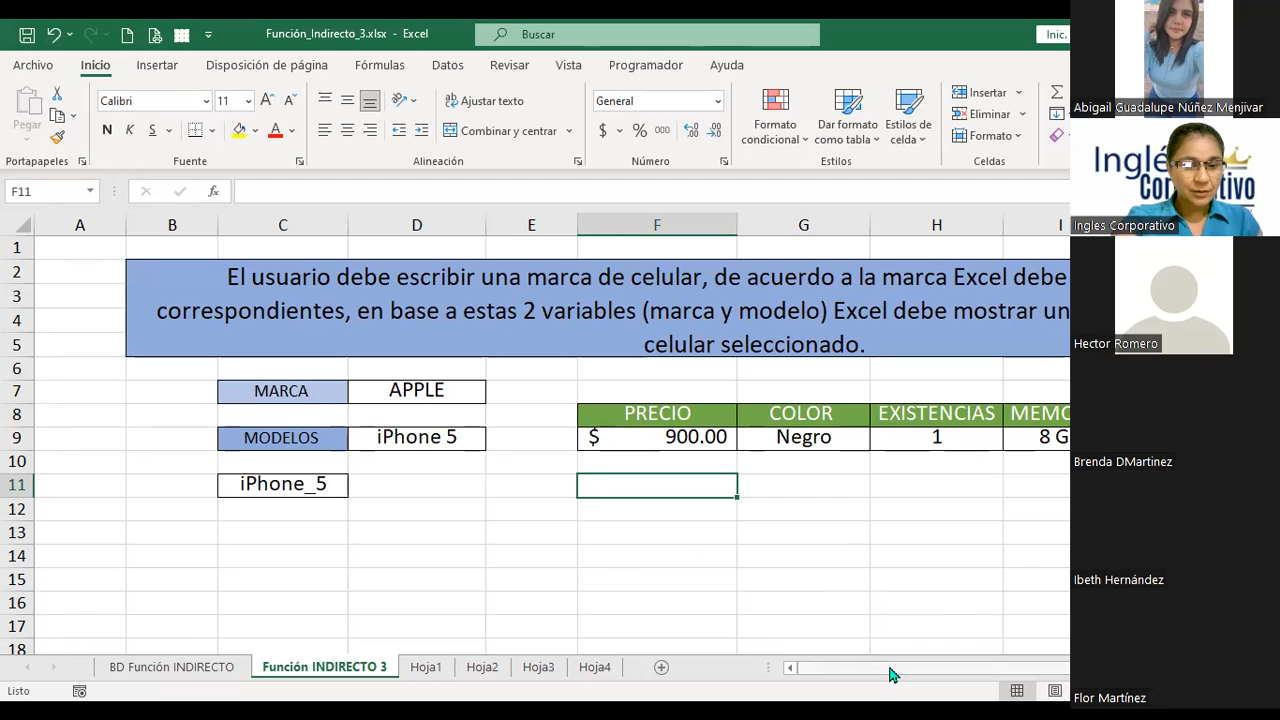 Función_Indirecto_3.xlsx - Excel
Buscar
Inic.
Archivo Inicio Insertar Disposición de página Fórmulas Datos Revisar Vista Programador Ayuda
Pegar
Calibri 11
N K S
Ajustar texto
Combinar y centrar
General
$ % 000
Formato condicional
Dar formato como tabla
Estilos de celda
Insertar
Eliminar
Formato
Portapapeles Fuente Alineación Número Estilos Celdas
F11
fx
A B C D E F G H I
1
2
3
4
5
6
7
8
9
10
11
12
13
14
15
16
17
18
El usuario debe escribir una marca de celular, de acuerdo a la marca Excel debe
correspondientes, en base a estas 2 variables (marca y modelo) Excel debe mostrar un
celular seleccionado.
MARCA APPLE
PRECIO COLOR EXISTENCIAS MEMO
MODELOS iPhone 5 $ 900.00 Negro 1 8 G
iPhone_5
BD Función INDIRECTO Función INDIRECTO 3 Hoja1 Hoja2 Hoja3 Hoja4
Listo
Abigail Guadalupe Núñez Menjivar
Inglé
Corporativo
Ingles Corporativo
Hector Romero
Brenda DMartinez
Ibeth Hernández
Flor Martínez